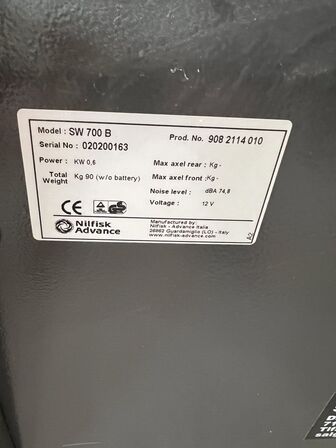 Model : SW 700 B Prod. No. 908 2114 010
Serial No : 020200163
Power : KW 0,6 Max axel rear : Kg -
Total Weight Kg 90 (w/o battery) Max axel front : Kg -
Noise level : dBA 74,8
Voltage : 12 V
CE
Nilfisk
Advance
Manufactured by:
Nilfisk - Advance Italia
26862 Guardamiglio (LO) - Italy
www.nilfisk-advance.com
A2